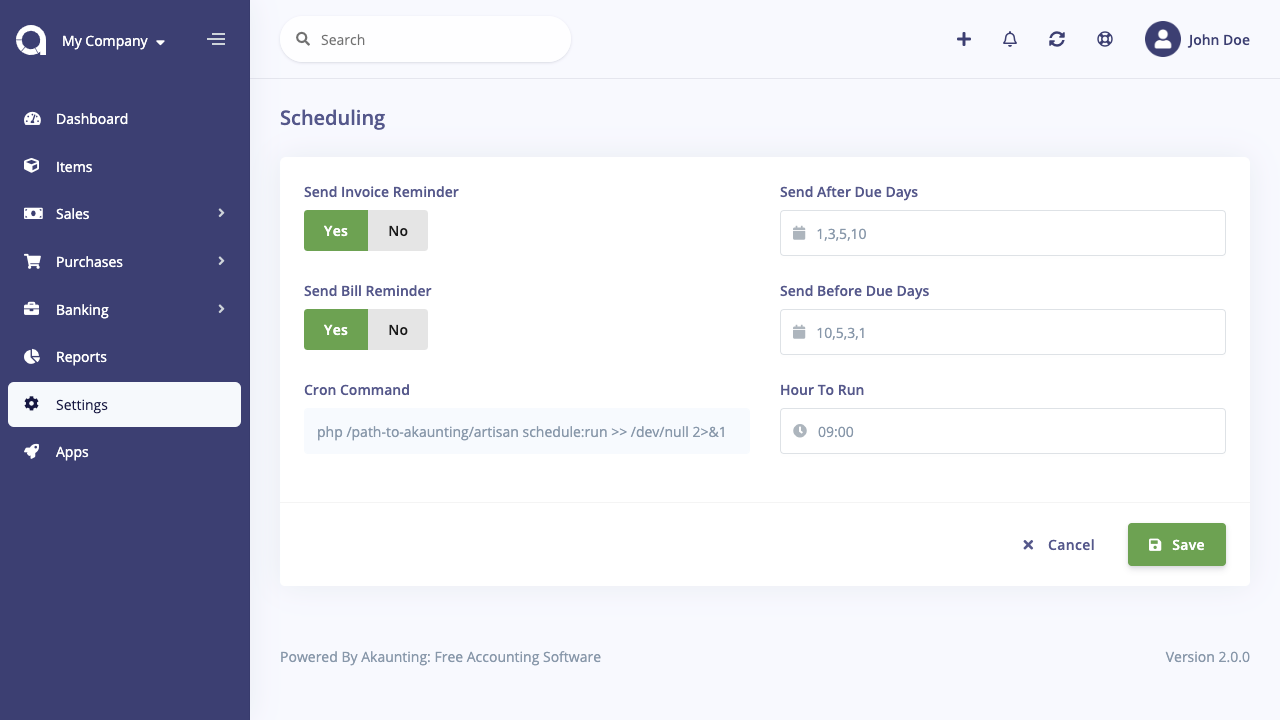 My Company
Search
John Doe
Dashboard
Items
Sales
Purchases
Banking
Reports
Settings
Apps
Scheduling
Send Invoice Reminder
Yes No
Send After Due Days
1,3,5,10
Send Bill Reminder
Yes No
Send Before Due Days
10,5,3,1
Cron Command
php /path-to-akaunting/artisan schedule:run >> /dev/null 2>&1
Hour To Run
09:00
Cancel
Save
Powered By Akaunting: Free Accounting Software
Version 2.0.0